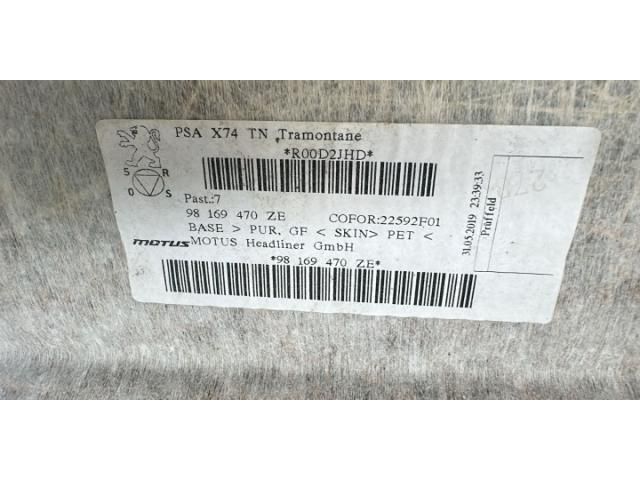 PSA X74 TN Tramontane
*R00D2JHD*
S R
O S
Past.:7
98 169 470 ZE COFOR:22592F01
BASE > PUR, GF < SKIN> PET <
MOTUS MOTUS Headliner GmbH
*98 169 470 ZE*
31.05.2019 23:39:33
Prüffeld